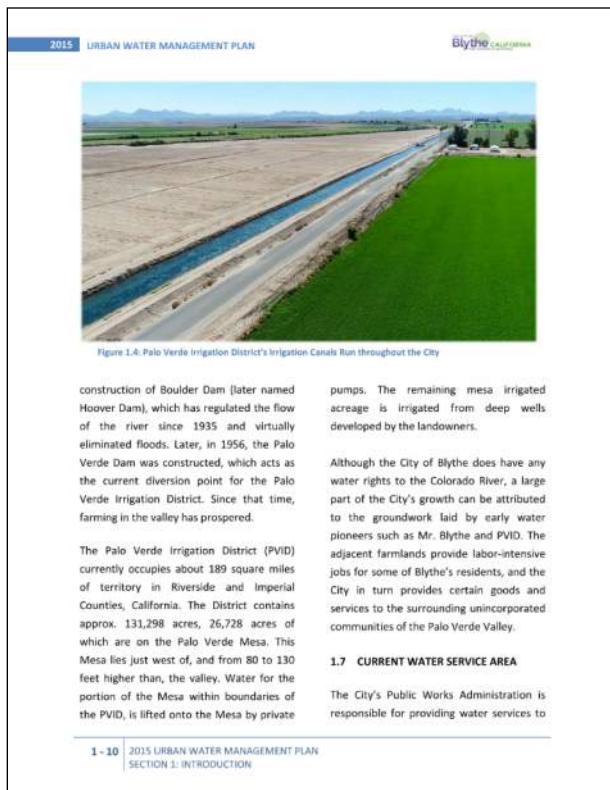 2015 URBAN WATER MANAGEMENT PLAN
Blythe CALIFORNIA
Figure 1.4: Palo Verde Irrigation District's Irrigation Canals Run throughout the City
construction of Boulder Dam (later named
Hoover Dam), which has regulated the flow
of the river since 1935 and virtually
eliminated floods. Later, in 1956, the Palo
Verde Dam was constructed, which acts as
the current diversion point for the Palo
Verde Irrigation District. Since that time,
farming in the valley has prospered.
The Palo Verde Irrigation District (PVID)
currently occupies about 189 square miles
of territory in Riverside and Imperial
Counties, California. The District contains
approx. 131,298 acres, 26,728 acres of
which are on the Palo Verde Mesa. This
Mesa lies just west of, and from 80 to 130
feet higher than, the valley. Water for the
portion of the Mesa within boundaries of
the PVID, is lifted onto the Mesa by private
pumps. The remaining mesa irrigated
acreage is irrigated from deep wells
developed by the landowners.
Although the City of Blythe does have any
water rights to the Colorado River, a large
part of the City's growth can be attributed
to the groundwork laid by early water
pioneers such as Mr. Blythe and PVID. The
adjacent farmlands provide labor-intensive
jobs for some of Blythe's residents, and the
City in turn provides certain goods and
services to the surrounding unincorporated
communities of the Palo Verde Valley.
1.7 CURRENT WATER SERVICE AREA
The City's Public Works Administration is
responsible for providing water services to
1 - 10 2015 URBAN WATER MANAGEMENT PLAN
SECTION 1: INTRODUCTION